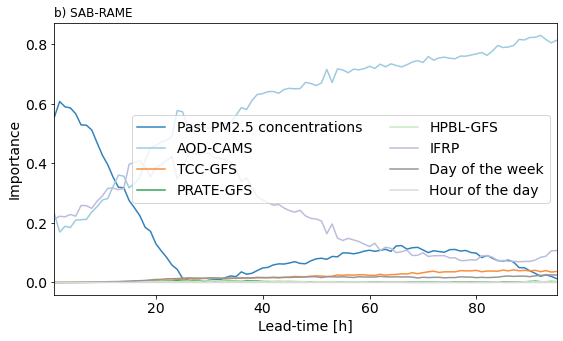 b) SAB-RAME
0.8
0.6
0.4
0.2
0.0
Importance
Past PM2.5 concentrations
AOD-CAMS
TCC-GFS
PRATE-GFS
HPBL-GFS
IFRP
Day of the week
Hour of the day
20 40 60 80
Lead-time [h]